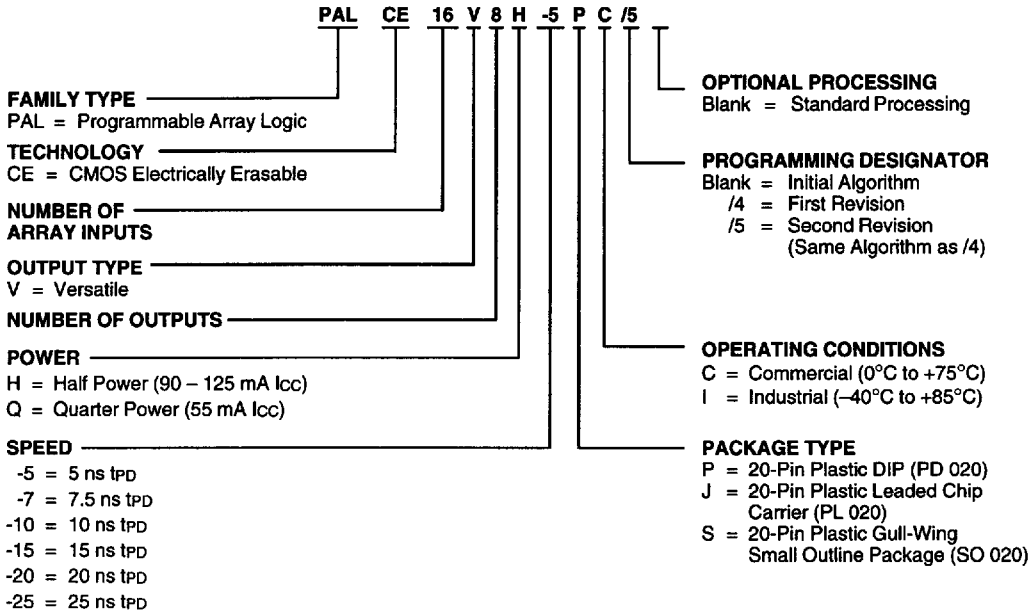 PAL CE 16 V 8 H -5 P C /5
FAMILY TYPE
PAL = Programmable Array Logic
TECHNOLOGY
CE = CMOS Electrically Erasable
NUMBER OF
ARRAY INPUTS
OUTPUT TYPE
V = Versatile
NUMBER OF OUTPUTS
POWER
H = Half Power (90 – 125 mA ICC)
Q = Quarter Power (55 mA ICC)
SPEED
-5 = 5 ns tPD
-7 = 7.5 ns tPD
-10 = 10 ns tPD
-15 = 15 ns tPD
-20 = 20 ns tPD
-25 = 25 ns tPD
OPTIONAL PROCESSING
Blank = Standard Processing
PROGRAMMING DESIGNATOR
Blank = Initial Algorithm
/4 = First Revision
/5 = Second Revision
(Same Algorithm as /4)
OPERATING CONDITIONS
C = Commercial (0°C to +75°C)
I = Industrial (–40°C to +85°C)
PACKAGE TYPE
P = 20-Pin Plastic DIP (PD 020)
J = 20-Pin Plastic Leaded Chip
Carrier (PL 020)
S = 20-Pin Plastic Gull-Wing
Small Outline Package (SO 020)